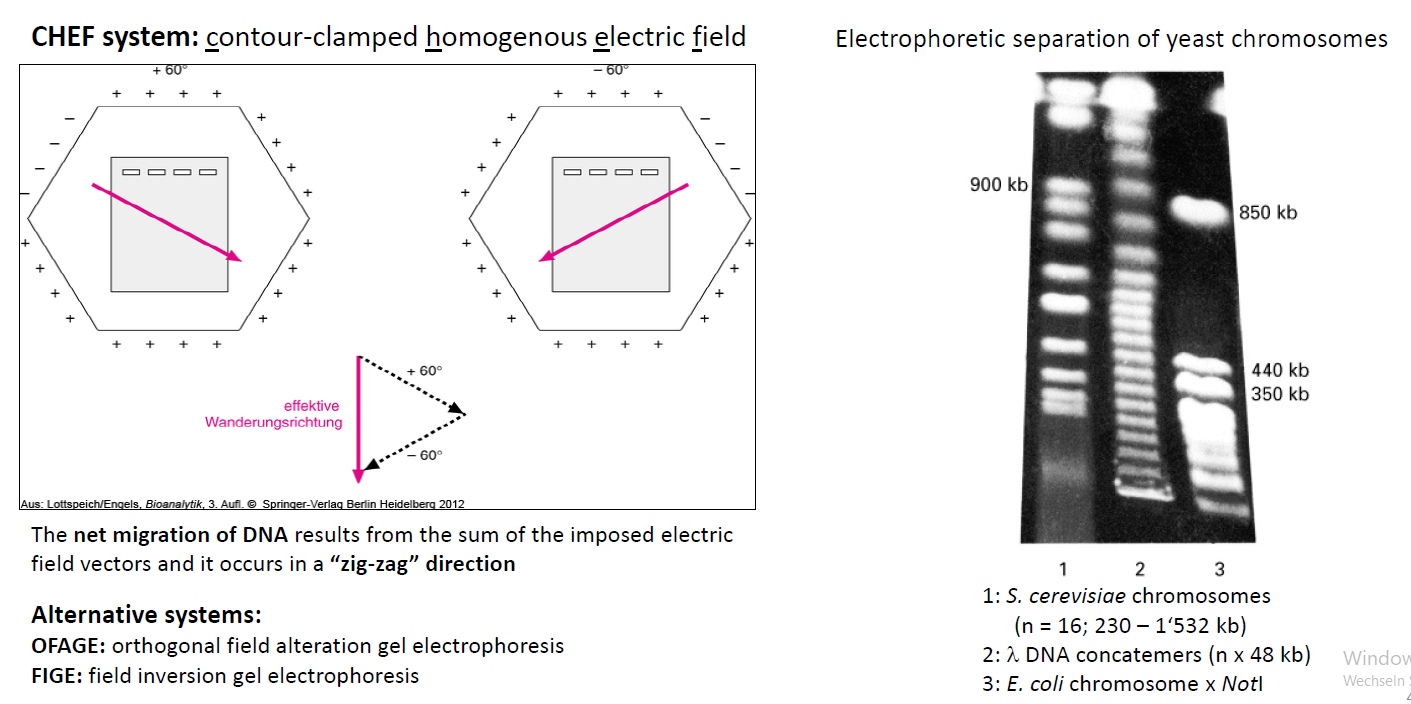 CHEF system: contour-clamped homogenous electric field
+ 60°
– 60°
+ + + +
+ + + +
– – – –
+ + + +
+ + + +
+ + + +
+ + + +
– – – –
+ + + +
+ + + +
+ + + +
+ + + +
effektive
Wanderungsrichtung
+ 60°
– 60°
Aus: Lottspeich/Engels, Bioanalytik, 3. Aufl. © Springer-Verlag Berlin Heidelberg 2012
The net migration of DNA results from the sum of the imposed electric
field vectors and it occurs in a “zig-zag” direction
Alternative systems:
OFAGE: orthogonal field alteration gel electrophoresis
FIGE: field inversion gel electrophoresis
Electrophoretic separation of yeast chromosomes
900 kb
850 kb
440 kb
350 kb
1 2 3
1: S. cerevisiae chromosomes
(n = 16; 230 – 1‘532 kb)
2: λ DNA concatemers (n x 48 kb)
3: E. coli chromosome x NotI
Window
Wechseln